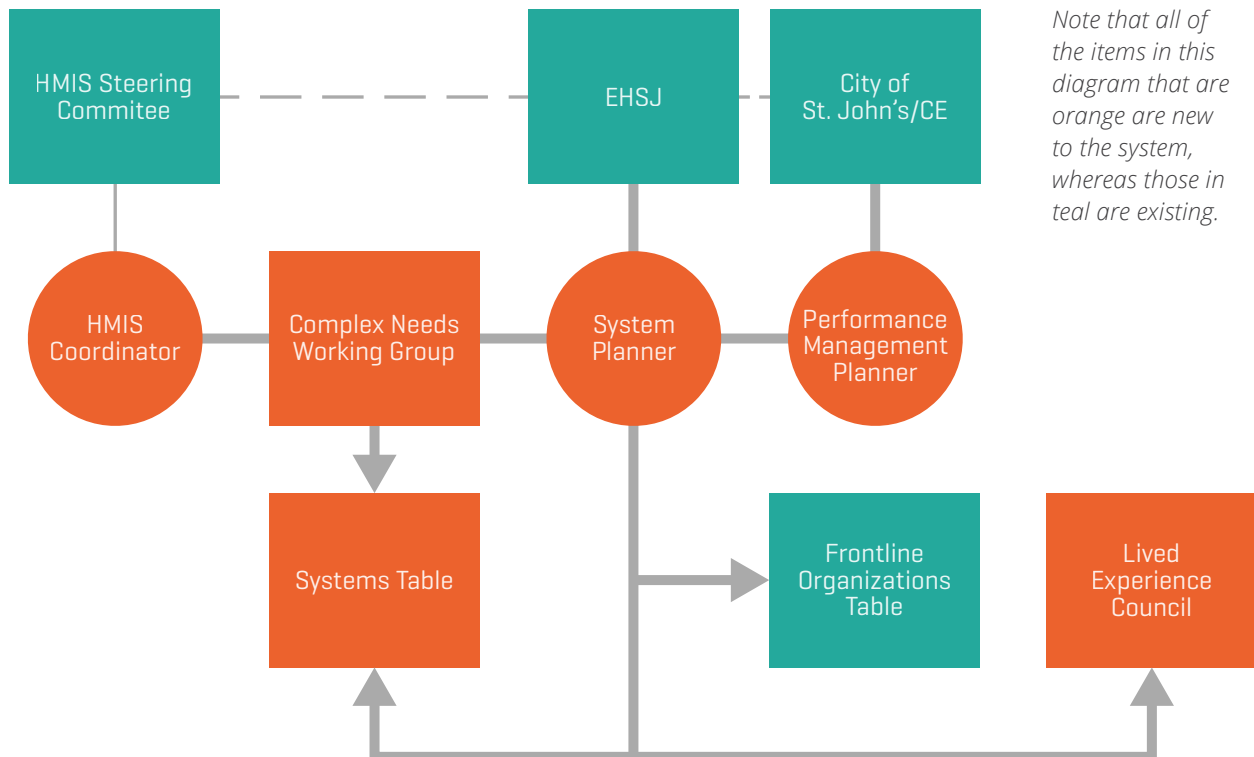 HMIS Steering
Commitee
EHSJ
City of
St. John's/CE
Note that all of
the items in this
diagram that are
orange are new
to the system,
whereas those in
teal are existing.
HMIS
Coordinator
Complex Needs
Working Group
System
Planner
Performance
Management
Planner
Systems Table
Frontline
Organizations
Table
Lived
Experience
Council